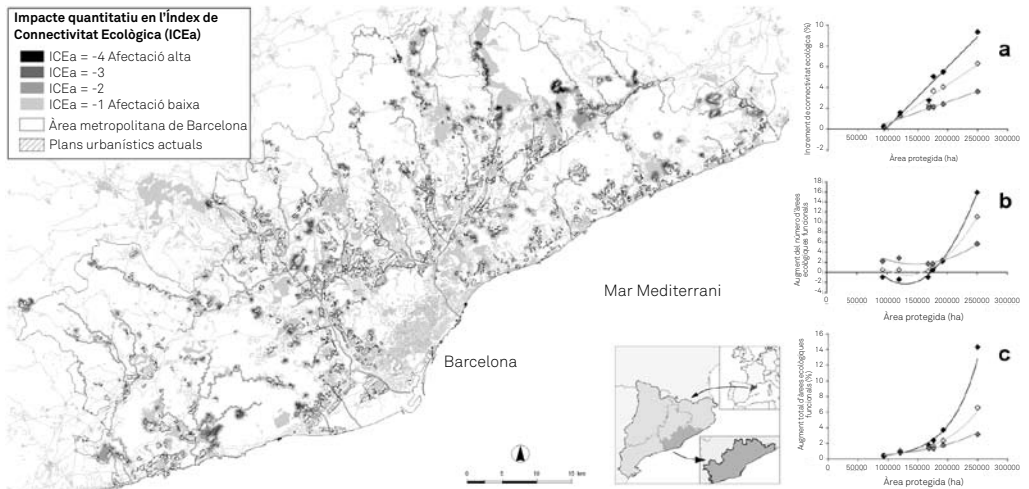 Impacte quantitatiu en l'Índex de
Connectivitat Ecològica (ICEa)
ICEa = -4 Afectació alta
ICEa = -3
ICEa = -2
ICEa = -1 Afectació baixa
Àrea metropolitana de Barcelona
Plans urbanístics actuals
Mar Mediterrani
Barcelona
0 5 10 15 km
a
Increment de connectivitat ecològica (%)
10
8
6
4
2
0
-2
50000 100000 150000 200000 250000 300000
Àrea protegida (ha)
b
Augment del número d'àrees
ecològiques funcionals
18
16
14
12
10
8
6
4
2
0
-2
-4
0 50000 100000 150000 200000 250000 300000
Àrea protegida (ha)
c
Augment total d'àrees ecològiques
funcionals (%)
16
14
12
10
8
6
4
2
0
0 50000 100000 150000 200000 250000 300000
Àrea protegida (ha)